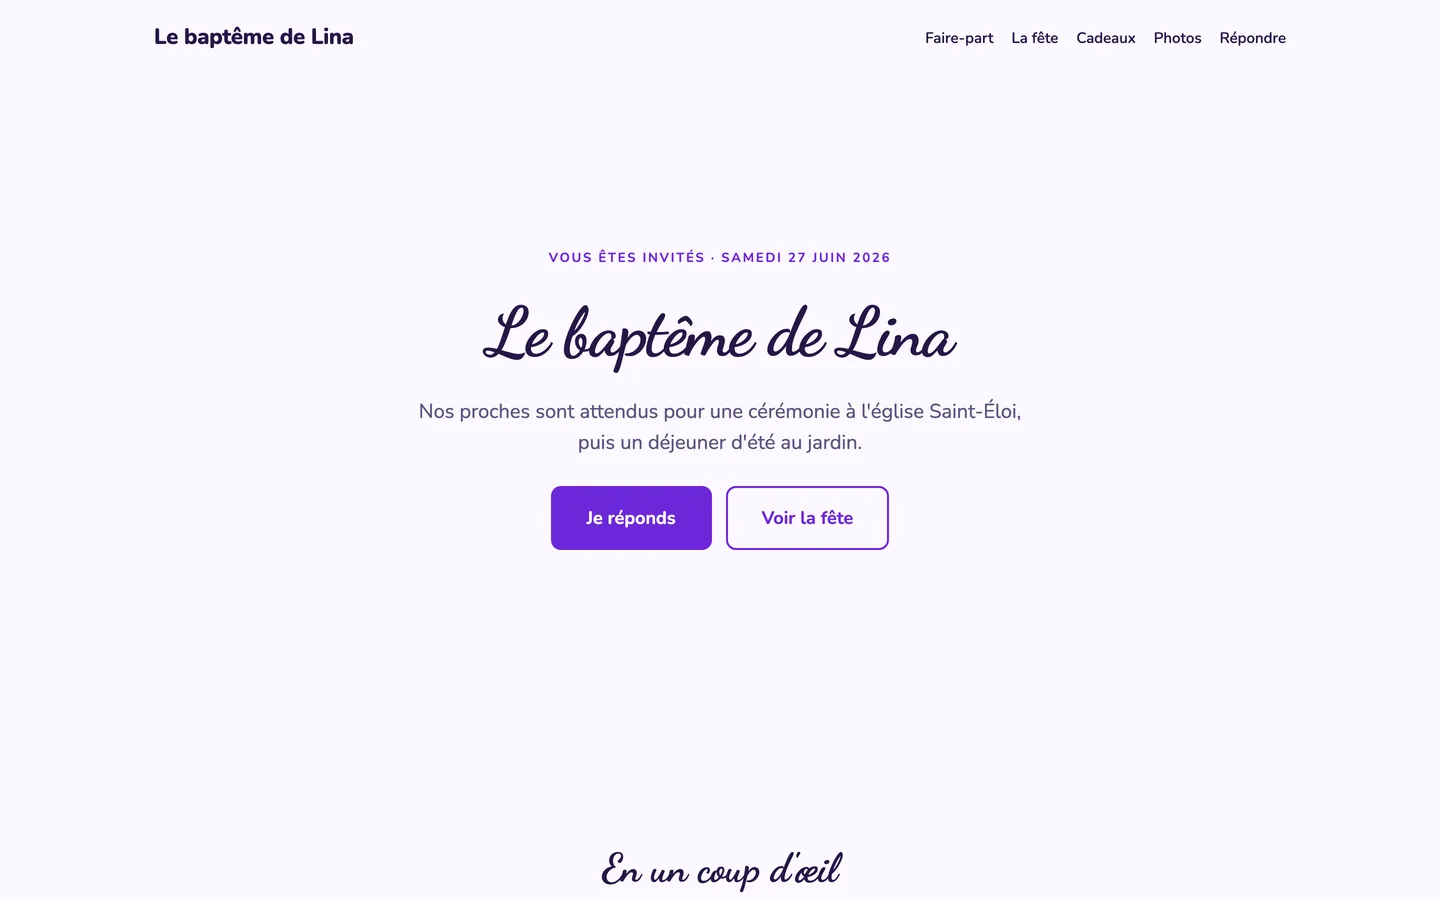 Le baptême de Lina
Faire-part La fête Cadeaux Photos Répondre
VOUS ÊTES INVITÉS · SAMEDI 27 JUIN 2026
Le baptême de Lina
Nos proches sont attendus pour une cérémonie à l'église Saint-Éloi,
puis un déjeuner d'été au jardin.
Je réponds
Voir la fête
En un coup d'œil